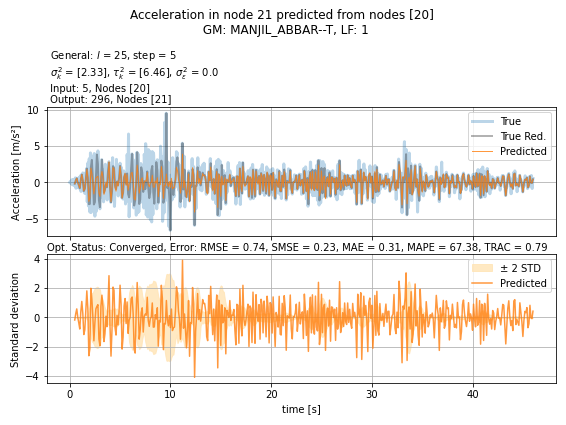 Acceleration in node 21 predicted from nodes [20]
GM: MANJIL_ABBAR--T, LF: 1
General: l = 25, step = 5
σ²ₖ = [2.33], τ²ₖ = [6.46], σ²ε = 0.0
Input: 5, Nodes [20]
Output: 296, Nodes [21]
Acceleration [m/s²]
10
5
0
−5
True
True Red.
Predicted
Opt. Status: Converged, Error: RMSE = 0.74, SMSE = 0.23, MAE = 0.31, MAPE = 67.38, TRAC = 0.79
Standard deviation
4
2
0
−2
−4
± 2 STD
Predicted
0
10
20
30
40
time [s]